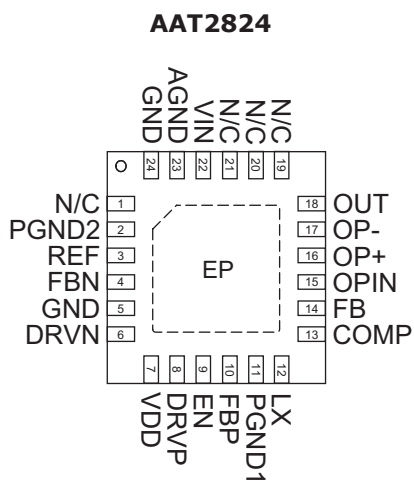 AAT2824
GND
AGND
VIN
N/C
N/C
N/C
24
23
22
21
20
19
N/C 1
PGND2 2
REF 3
FBN 4
GND 5
DRVN 6
EP
18 OUT
17 OP-
16 OP+
15 OPIN
14 FB
13 COMP
7
8
9
10
11
12
VDD
DRVP
EN
FBP
PGND1
LX